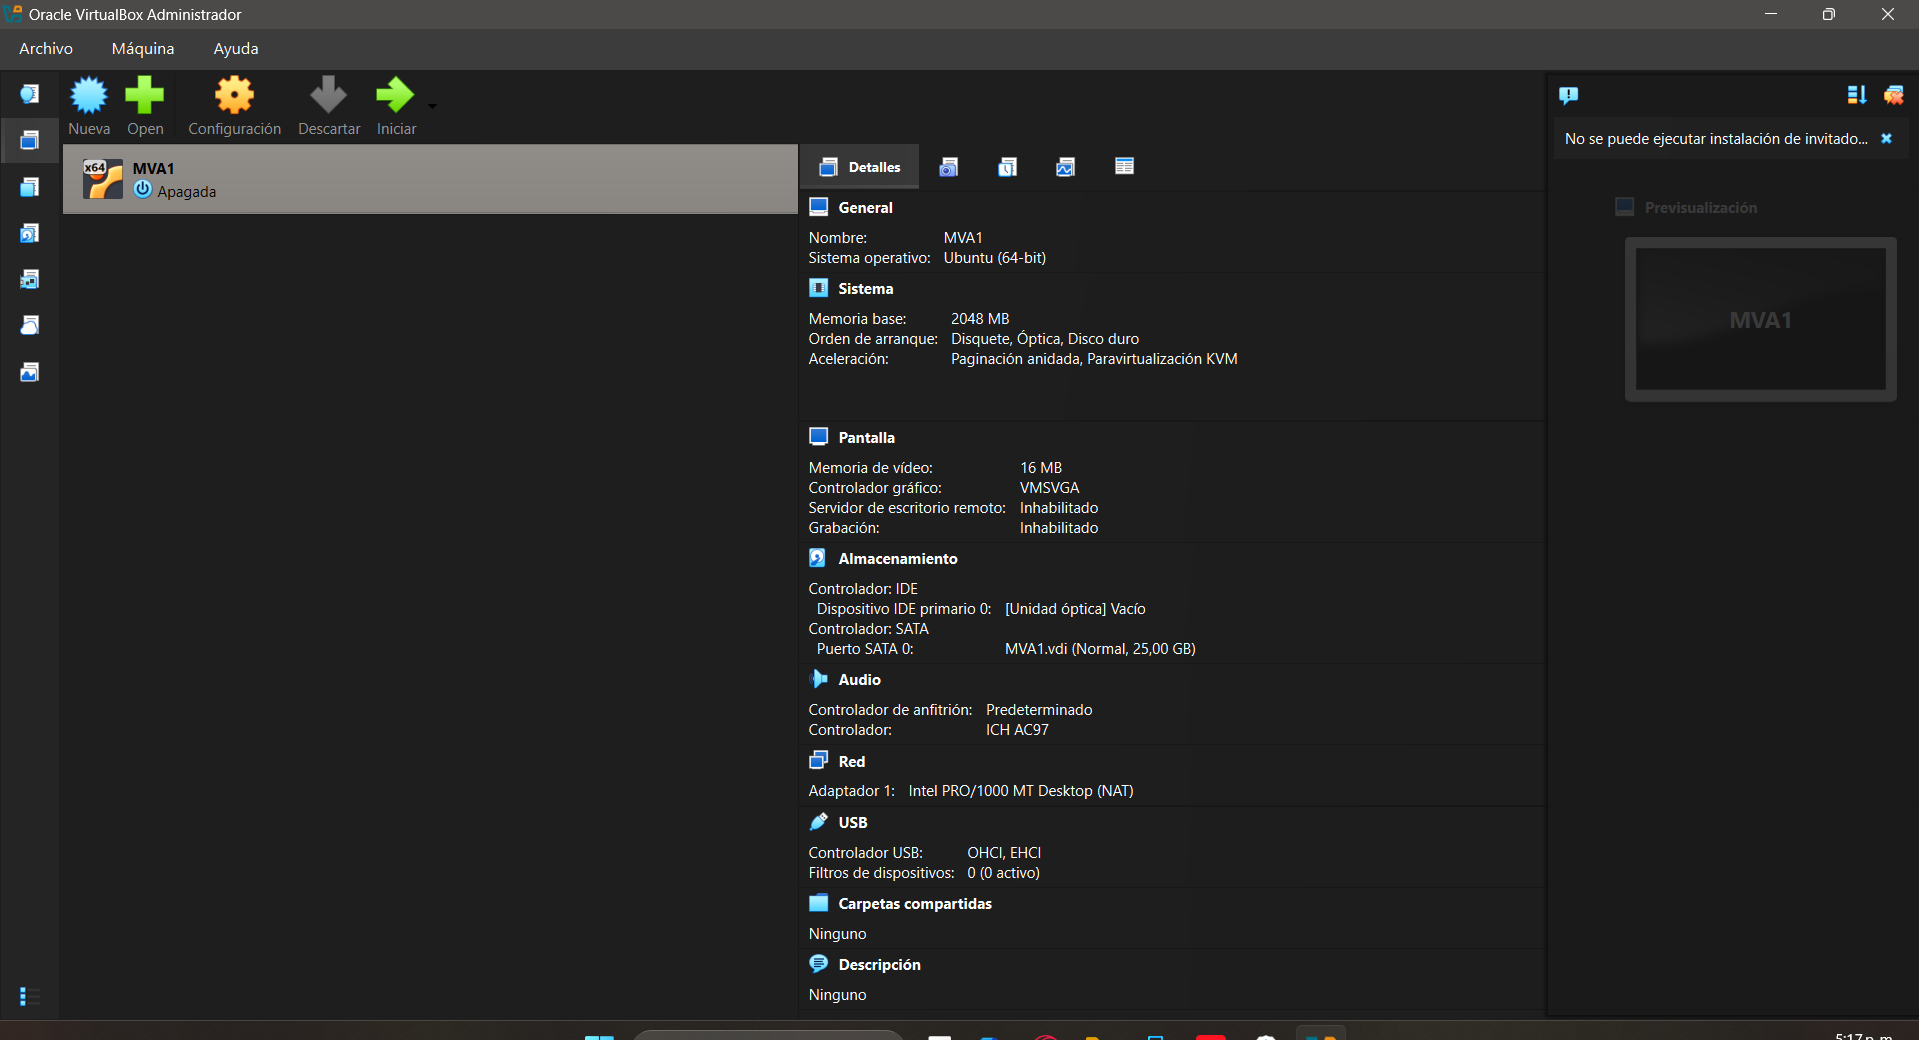 Oracle VirtualBox Administrador
Archivo Máquina Ayuda
Nueva Open Configuración Descartar Iniciar
x64 MVA1
Apagada
Detalles
General
Nombre: MVA1
Sistema operativo: Ubuntu (64-bit)
Sistema
Memoria base: 2048 MB
Orden de arranque: Disquete, Óptica, Disco duro
Aceleración: Paginación anidada, Paravirtualización KVM
Pantalla
Memoria de vídeo: 16 MB
Controlador gráfico: VMSVGA
Servidor de escritorio remoto: Inhabilitado
Grabación: Inhabilitado
Almacenamiento
Controlador: IDE
Dispositivo IDE primario 0: [Unidad óptica] Vacío
Controlador: SATA
Puerto SATA 0: MVA1.vdi (Normal, 25,00 GB)
Audio
Controlador de anfitrión: Predeterminado
Controlador: ICH AC97
Red
Adaptador 1: Intel PRO/1000 MT Desktop (NAT)
USB
Controlador USB: OHCI, EHCI
Filtros de dispositivos: 0 (0 activo)
Carpetas compartidas
Ninguno
Descripción
Ninguno
No se puede ejecutar instalación de invitado...
Previsualización
MVA1
5:17 p. m.